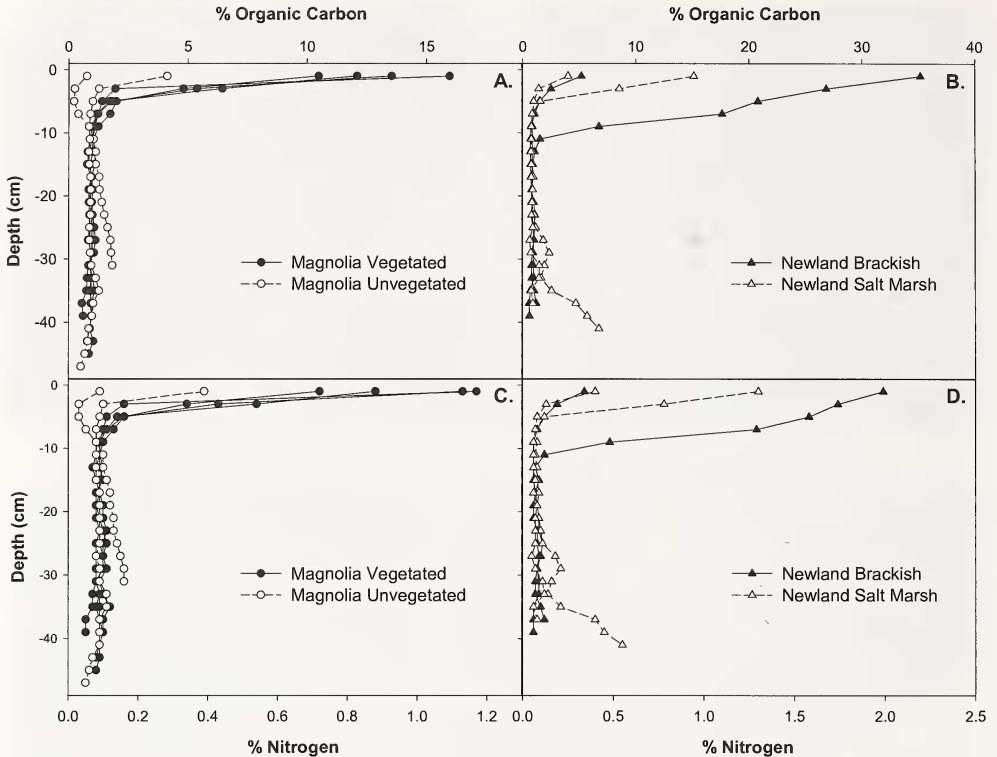 % Organic Carbon
% Organic Carbon
0 5 10 15
0 10 20 30 40
0
-10
-20
-30
-40
Depth (cm)
A.
B.
Magnolia Vegetated
Magnolia Unvegetated
Newland Brackish
Newland Salt Marsh
0
-10
-20
-30
-40
Depth (cm)
C.
D.
Magnolia Vegetated
Magnolia Unvegetated
Newland Brackish
Newland Salt Marsh
0.0 0.2 0.4 0.6 0.8 1.0 1.2
0.0 0.5 1.0 1.5 2.0 2.5
% Nitrogen
% Nitrogen